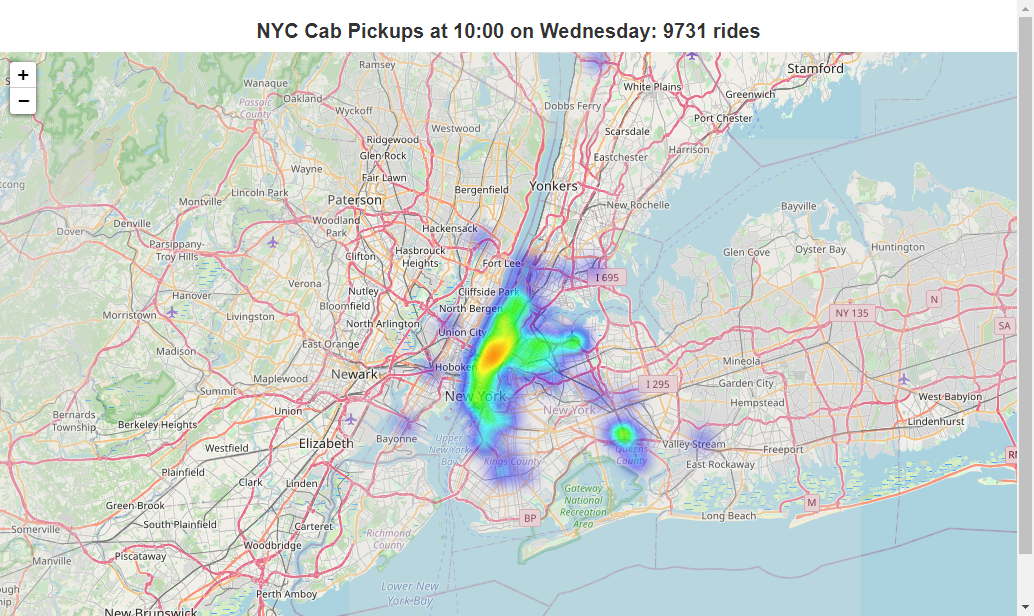 NYC Cab Pickups at 10:00 on Wednesday: 9731 rides
+
−
Ramsey
Stamford
Wanaque
White Plains
Greenwich
Oakland
Passaic
County
Wyckoff
Dobbs Ferry
Port Chester
Westwood
Scarsdale
Ridgewood
Harrison
Glen Rock
Eastchester
Wayne
Fair Lawn
Bergenfield
Yonkers
Lincoln Park
Paterson
Montville
New Rochelle
Bayville
Denville
Woodland
Park
Hackensack
Dover
Parsippany-
Troy Hills
Clifton
Hasbrouck
Heights
Glen Cove
Oyster Bay
Huntington
Fort Lee
I 695
Verona
Nutley
Cliffside Park
Hanover
Bloomfield
North Bergen
N
NY 135
Morristown
Livingston
North Arlington
Union City
SA
East Orange
Madison
Hoboken
Mineola
Newark
Maplewood
I 295
Garden City
Summit
New York
West Babylon
Hempstead
Bernards
Township
Union
New York
Berkeley Heights
Lindenhurst
Elizabeth
Bayonne
Upper
New York
Bay
Valley Stream
Freeport
Westfield
Queens
County
Kings County
East Rockaway
Plainfield
Clark
Linden
Gateway
National
Recreation
Area
Green Brook
M
South Plainfield
Carteret
BP
Long Beach
Somerville
Richmond
County
Woodbridge
Piscataway
Manville
Perth Amboy
Lower New
York Bay
New Brunswick